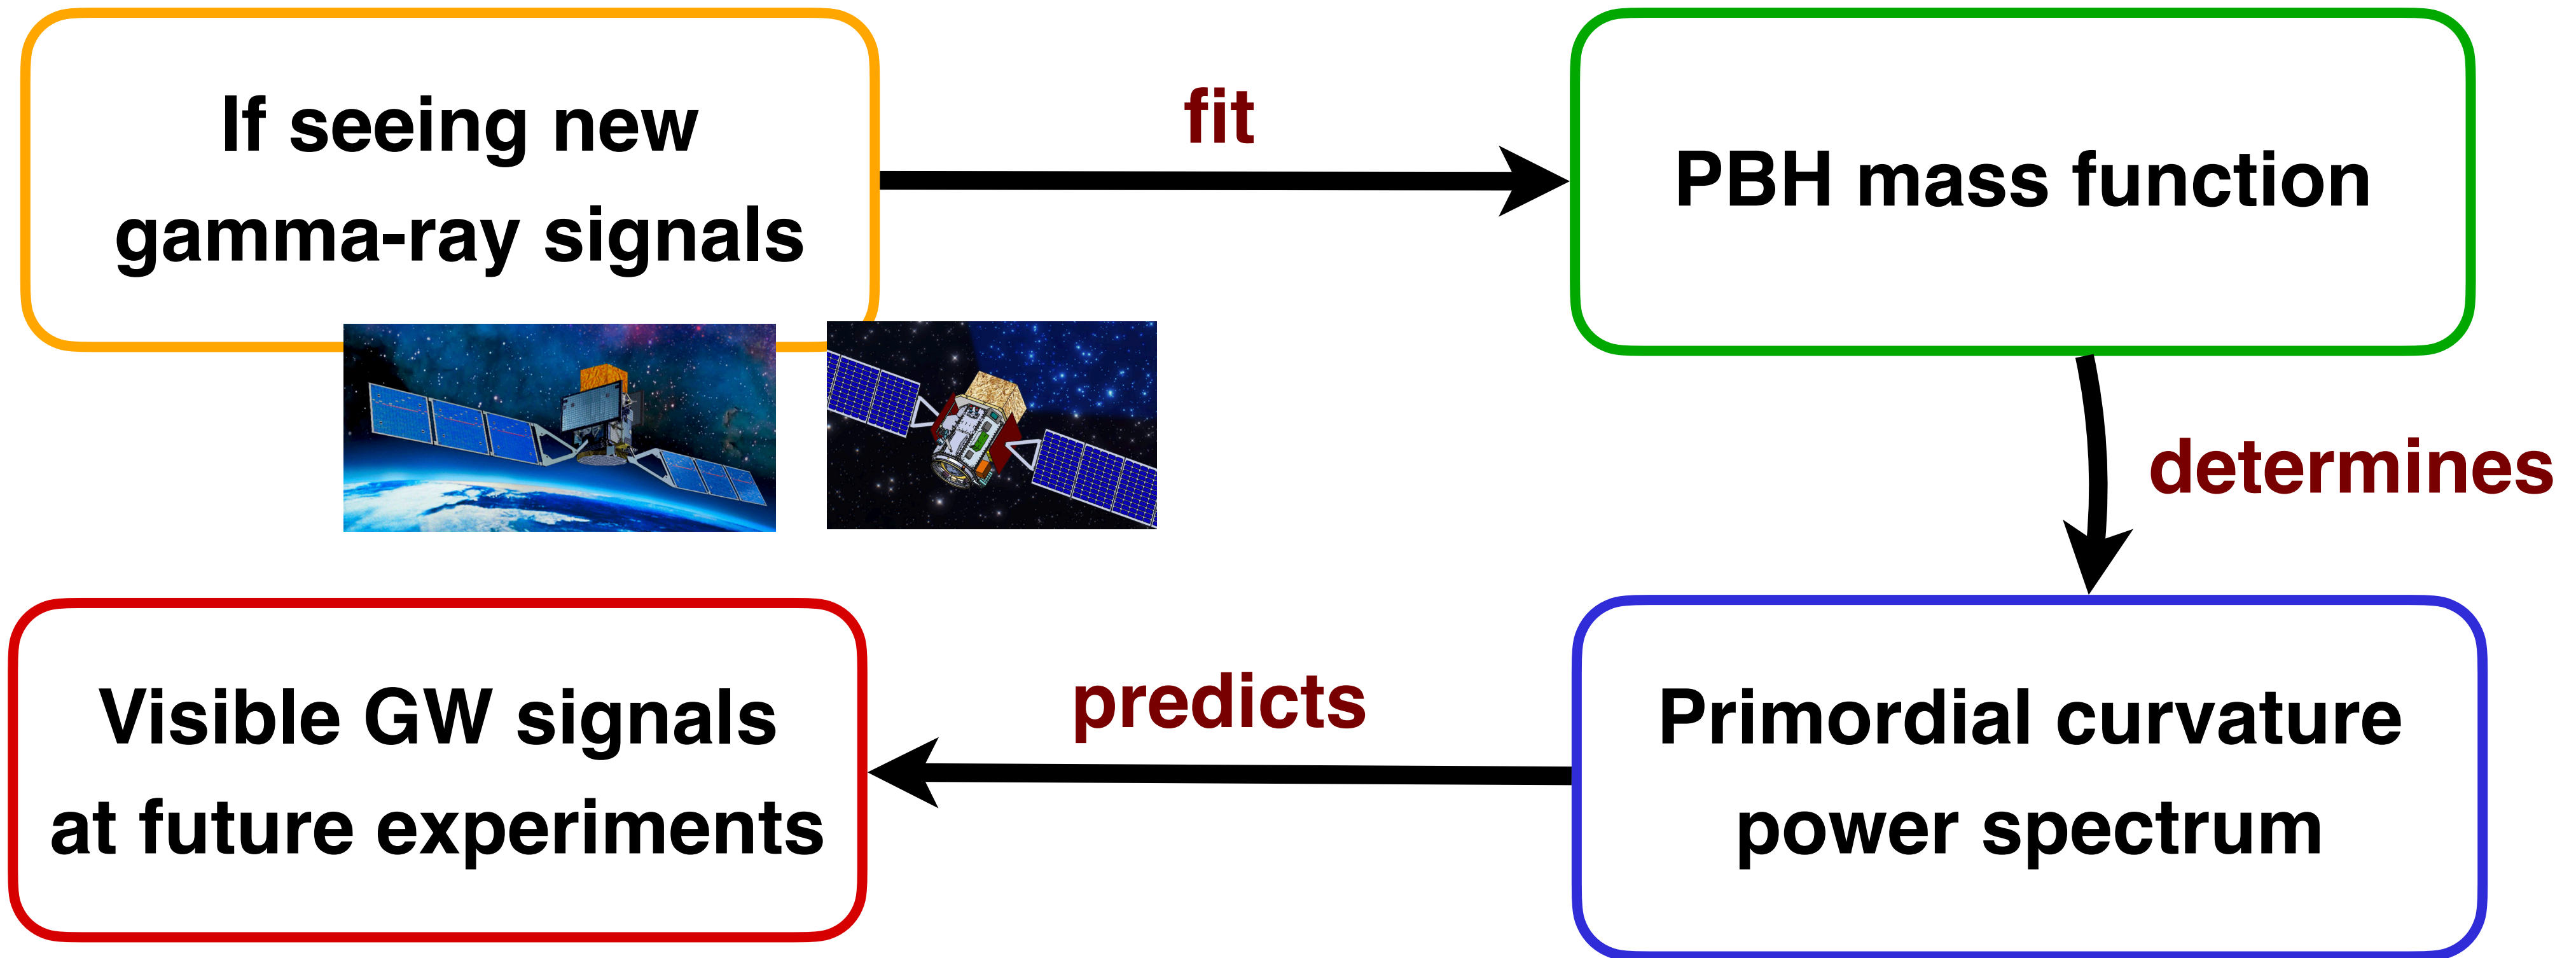 If seeing new
gamma-ray signals
fit
PBH mass function
determines
Primordial curvature
power spectrum
predicts
Visible GW signals
at future experiments